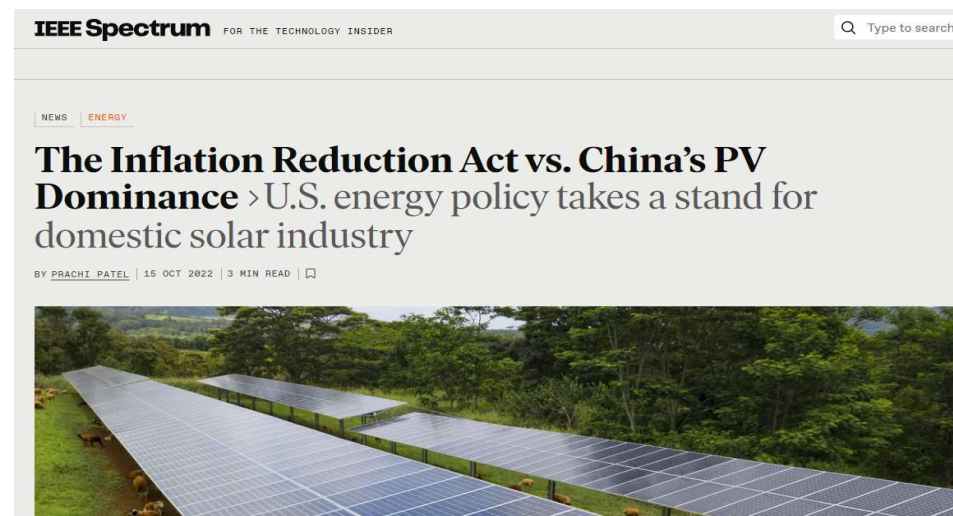 IEEE Spectrum FOR THE TECHNOLOGY INSIDER
Type to search
NEWS ENERGY
The Inflation Reduction Act vs. China’s PV
Dominance ›U.S. energy policy takes a stand for
domestic solar industry
BY PRACHI PATEL 15 OCT 2022 3 MIN READ